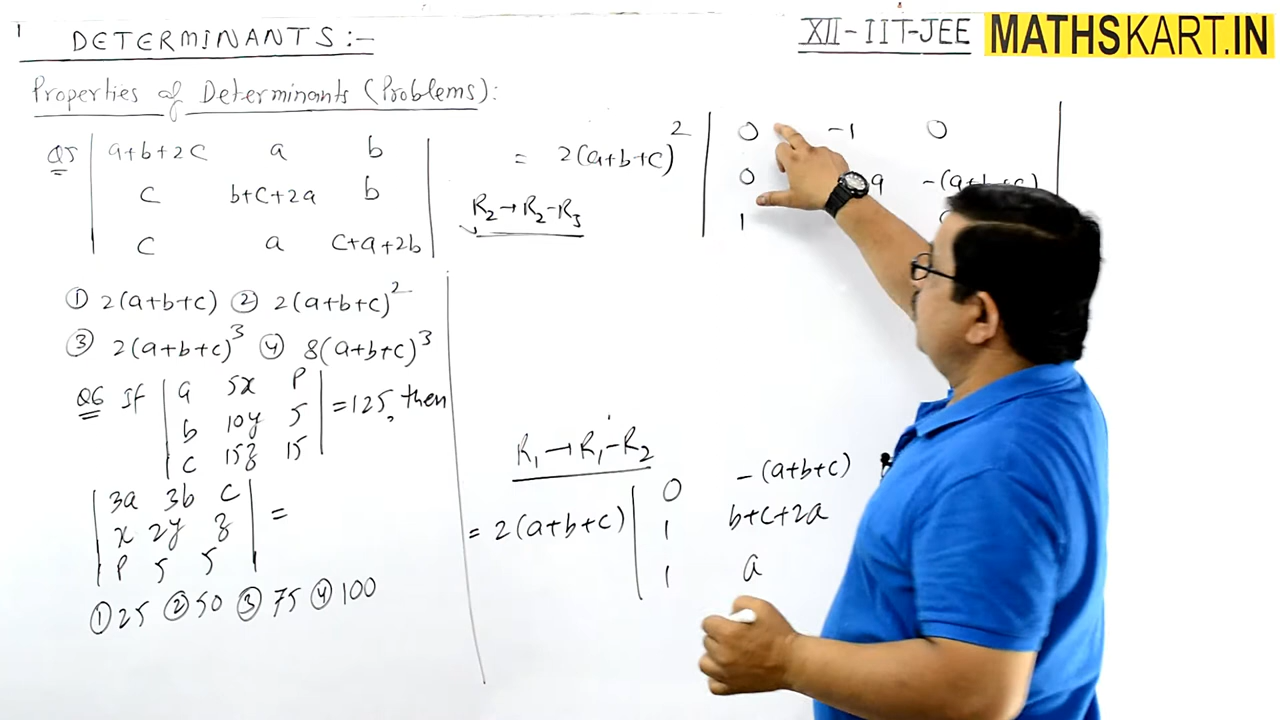 1 DETERMINANTS:-
XII-IIT-JEE MATHSKART.IN
Properties of Determinants (Problems):
Q5 | a+b+2c a b |
| c b+c+2a b |
| c a c+a+2b |
① 2(a+b+c) ② 2(a+b+c)²
③ 2(a+b+c)³ ④ 8(a+b+c)³
Q6 If | a 5x P | = 125, then
| b 10y 5 |
| c 15z 15 |
| 3a 3b c |
| x 2y z | =
| P 5 5 |
① 25 ② 50 ③ 75 ④ 100
= 2(a+b+c)² | 0 -1 0 |
R₂→R₂-R₃ | 0 a -(a+b+c) |
| 1
R₁→R₁-R₂
| 0 -(a+b+c)
= 2(a+b+c) | 1 b+c+2a
| 1 a